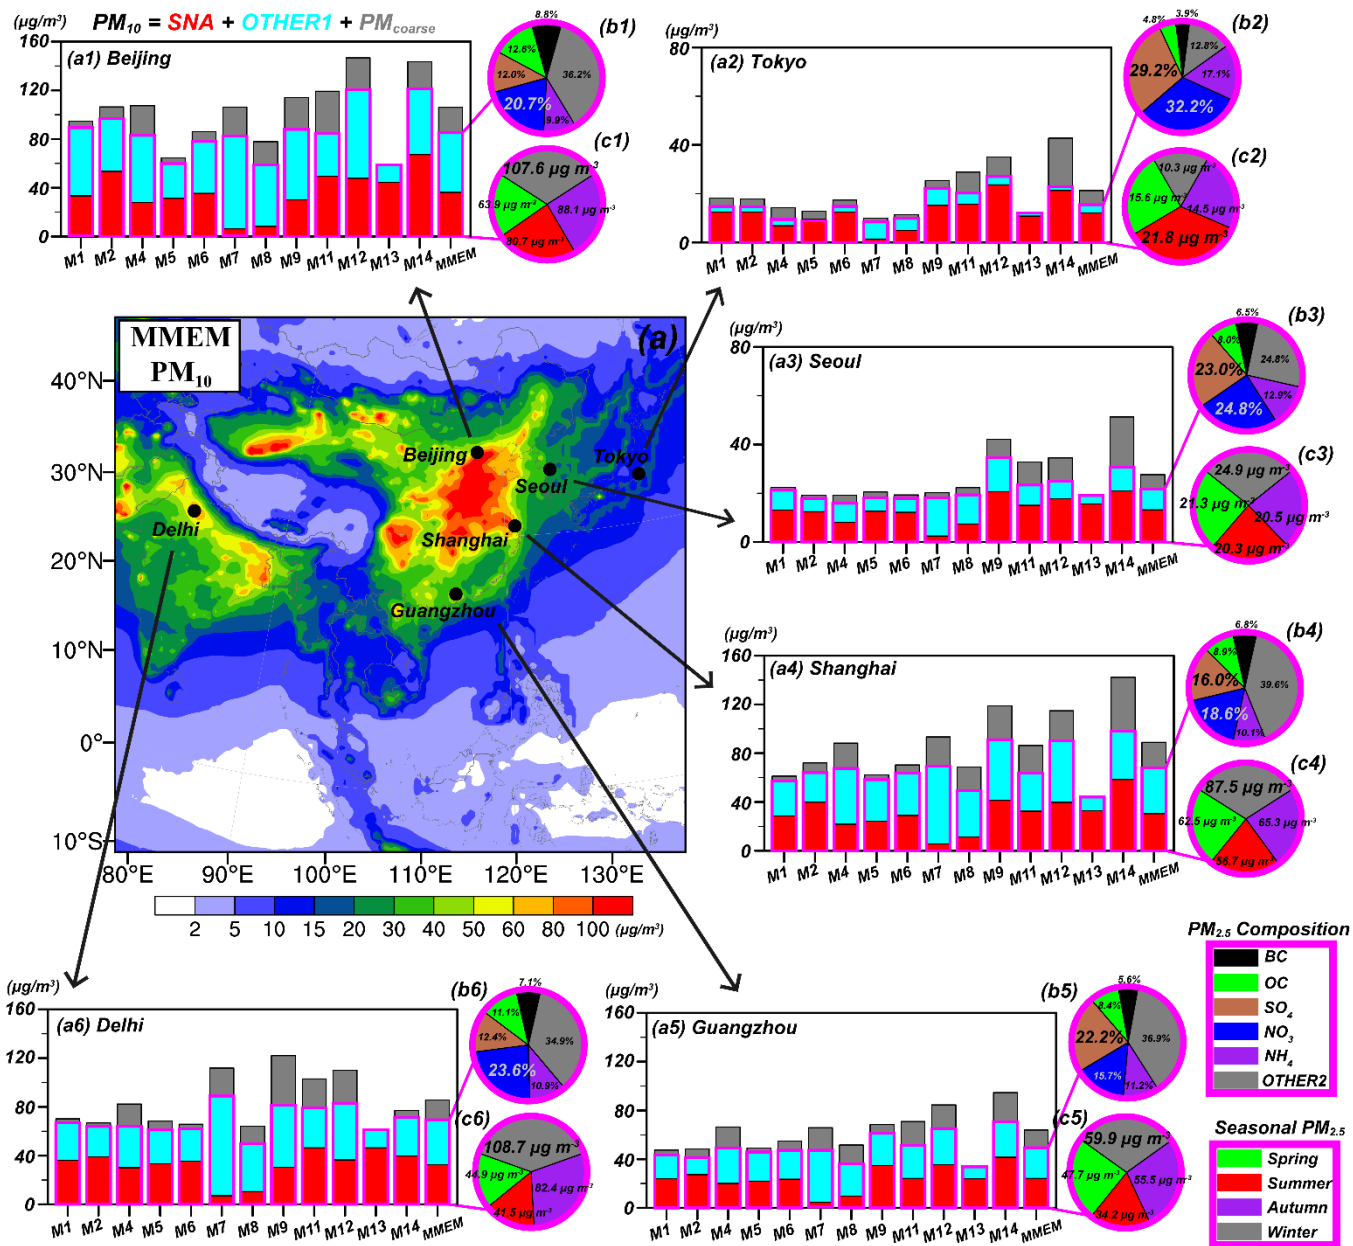 (μg/m³) PM10 = SNA + OTHER1 + PMcoarse
(a1) Beijing
160
120
80
40
0
M1 M2 M4 M5 M6 M7 M8 M9 M11 M12 M13 M14 MMEM
(b1)
8.8%
12.6%
36.2%
12.0%
20.7%
9.9%
(c1)
107.6 μg m⁻³
63.9 μg m⁻³
88.1 μg m⁻³
80.7 μg m⁻³
(μg/m³)
(a2) Tokyo
80
40
0
M1 M2 M4 M5 M6 M7 M8 M9 M11 M12 M13 M14 MMEM
(b2)
3.9%
4.8%
12.8%
29.2%
17.1%
32.2%
(c2)
10.3 μg m⁻³
15.6 μg m⁻³
14.5 μg m⁻³
21.8 μg m⁻³
MMEM
PM10
(a)
40°N
30°N
20°N
10°N
0°
10°S
Beijing
Tokyo
Seoul
Delhi
Shanghai
Guangzhou
80°E 90°E 100°E 110°E 120°E 130°E
2 5 10 15 20 30 40 50 60 80 100 (μg/m³)
(μg/m³)
(a3) Seoul
80
40
0
M1 M2 M4 M5 M6 M7 M8 M9 M11 M12 M13 M14 MMEM
(b3)
6.5%
8.0%
24.8%
23.0%
12.9%
24.8%
(c3)
24.9 μg m⁻³
21.3 μg m⁻³
20.5 μg m⁻³
20.3 μg m⁻³
(μg/m³)
(a4) Shanghai
160
120
80
40
0
M1 M2 M4 M5 M6 M7 M8 M9 M11 M12 M13 M14 MMEM
(b4)
6.8%
8.9%
39.6%
16.0%
18.6%
10.1%
(c4)
87.5 μg m⁻³
62.5 μg m⁻³
65.3 μg m⁻³
56.7 μg m⁻³
(μg/m³)
(a6) Delhi
160
120
80
40
0
M1 M2 M4 M5 M6 M7 M8 M9 M11 M12 M13 M14 MMEM
(b6)
7.1%
11.1%
34.9%
12.4%
23.6%
10.9%
(c6)
108.7 μg m⁻³
44.9 μg m⁻³
82.4 μg m⁻³
41.5 μg m⁻³
(μg/m³)
(a5) Guangzhou
160
120
80
40
0
M1 M2 M4 M5 M6 M7 M8 M9 M11 M12 M13 M14 MMEM
(b5)
5.6%
8.4%
36.9%
22.2%
15.7%
11.2%
(c5)
59.9 μg m⁻³
47.7 μg m⁻³
55.5 μg m⁻³
34.2 μg m⁻³
PM2.5 Composition
BC
OC
SO4
NO3
NH4
OTHER2
Seasonal PM2.5
Spring
Summer
Autumn
Winter